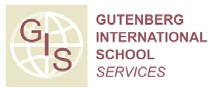 GIS
GUTENBERG
INTERNATIONAL
SCHOOL
SERVICES